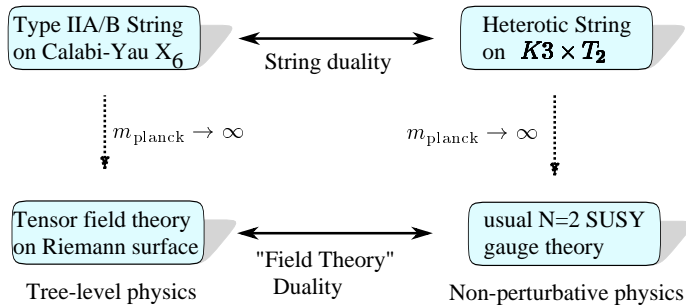 Type IIA/B String
on Calabi-Yau X₆
String duality
Heterotic String
on K3 × T₂
m_planck → ∞
m_planck → ∞
Tensor field theory
on Riemann surface
"Field Theory"
Duality
usual N=2 SUSY
gauge theory
Tree-level physics
Non-perturbative physics